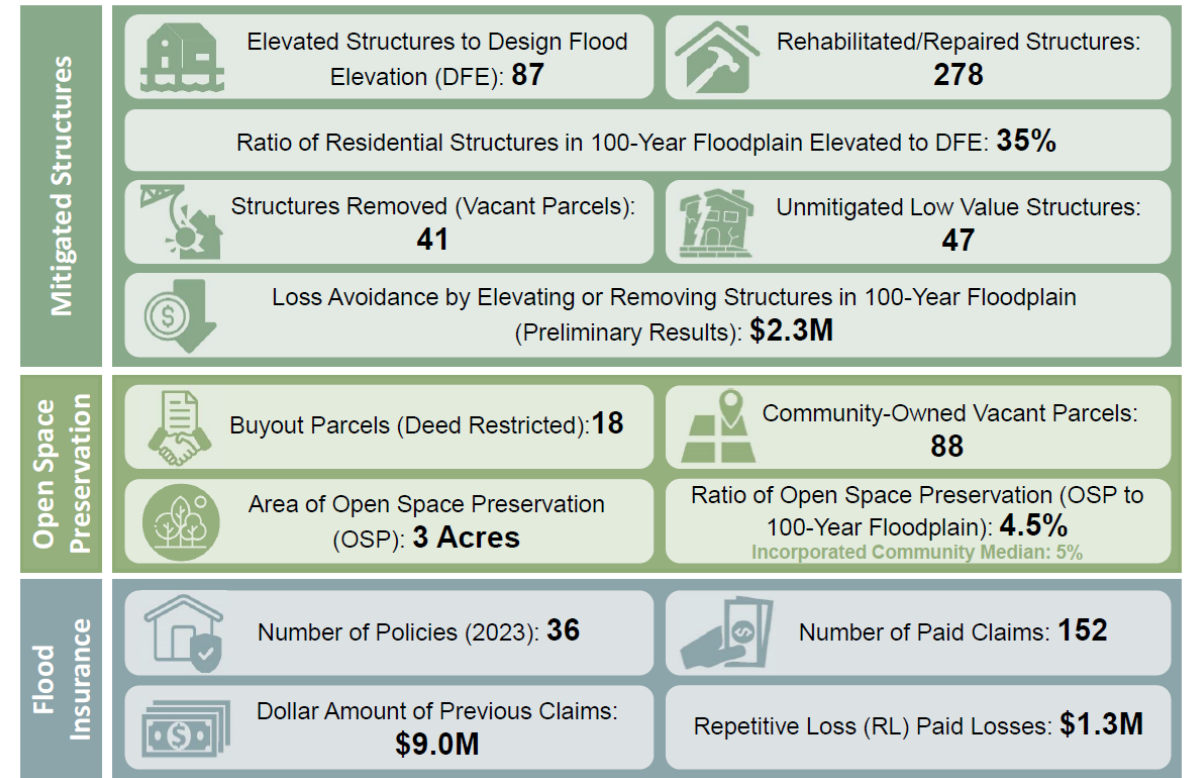 Mitigated Structures
Elevated Structures to Design Flood
Elevation (DFE): 87
Rehabilitated/Repaired Structures:
278
Ratio of Residential Structures in 100-Year Floodplain Elevated to DFE: 35%
Structures Removed (Vacant Parcels):
41
Unmitigated Low Value Structures:
47
Loss Avoidance by Elevating or Removing Structures in 100-Year Floodplain
(Preliminary Results): $2.3M
Open Space
Preservation
Buyout Parcels (Deed Restricted):18
Community-Owned Vacant Parcels:
88
Area of Open Space Preservation
(OSP): 3 Acres
Ratio of Open Space Preservation (OSP to
100-Year Floodplain): 4.5%
Incorporated Community Median: 5%
Flood
Insurance
Number of Policies (2023): 36
Number of Paid Claims: 152
Dollar Amount of Previous Claims:
$9.0M
Repetitive Loss (RL) Paid Losses: $1.3M